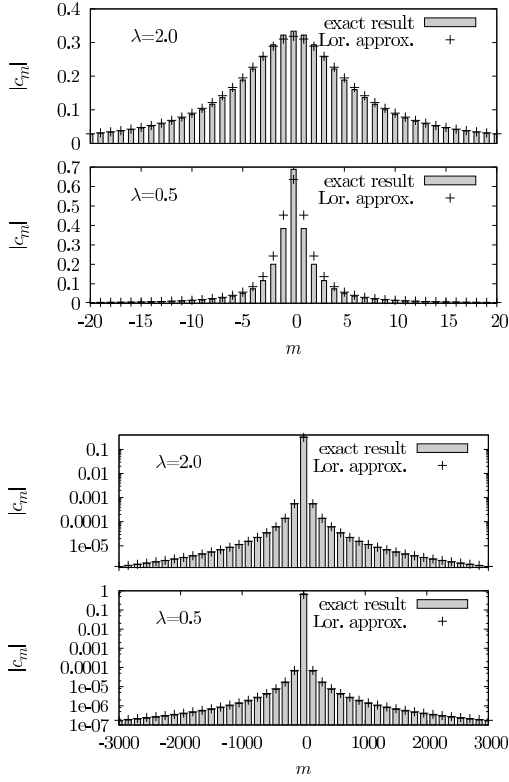 0.4
0.3
0.2
0.1
0
|c_m|
λ=2.0
exact result
Lor. approx.
0.7
0.6
0.5
0.4
0.3
0.2
0.1
0
|c_m|
λ=0.5
exact result
Lor. approx.
-20 -15 -10 -5 0 5 10 15 20
m
0.1
0.01
0.001
0.0001
1e-05
|c_m|
λ=2.0
exact result
Lor. approx.
1
0.1
0.01
0.001
0.0001
1e-05
1e-06
1e-07
|c_m|
λ=0.5
exact result
Lor. approx.
-3000 -2000 -1000 0 1000 2000 3000
m